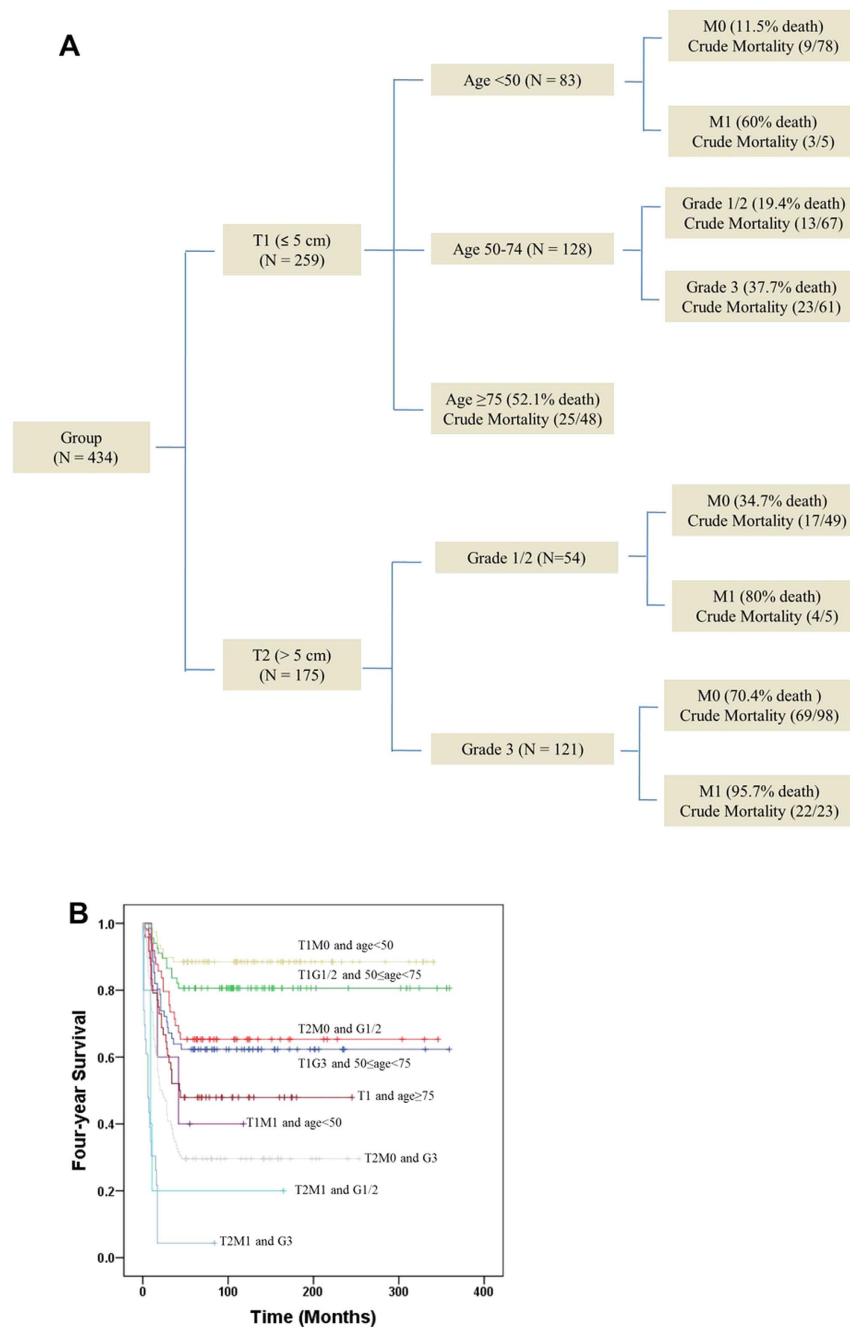 A
M0 (11.5% death)
Crude Mortality (9/78)
Age <50 (N = 83)
M1 (60% death)
Crude Mortality (3/5)
T1 (≤ 5 cm)
(N = 259)
Grade 1/2 (19.4% death)
Crude Mortality (13/67)
Age 50-74 (N = 128)
Grade 3 (37.7% death)
Crude Mortality (23/61)
Age ≥75 (52.1% death)
Crude Mortality (25/48)
Group
(N = 434)
M0 (34.7% death)
Crude Mortality (17/49)
Grade 1/2 (N=54)
M1 (80% death)
Crude Mortality (4/5)
T2 (> 5 cm)
(N = 175)
M0 (70.4% death )
Crude Mortality (69/98)
Grade 3 (N = 121)
M1 (95.7% death)
Crude Mortality (22/23)
B
Four-year Survival
1.0
0.8
0.6
0.4
0.2
0.0
T1M0 and age<50
T1G1/2 and 50≤age<75
T2M0 and G1/2
T1G3 and 50≤age<75
T1 and age≥75
T1M1 and age<50
T2M0 and G3
T2M1 and G1/2
T2M1 and G3
0 100 200 300 400
Time (Months)